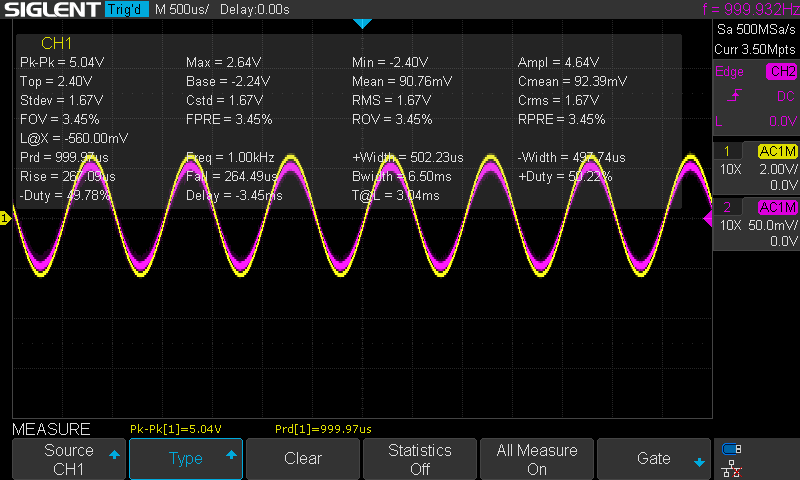 SIGLENT Trig'd M 500us/ Delay:0.00s f = 999.932Hz
Sa 500MSa/s
Curr 3.50Mpts
CH1
Pk-Pk = 5.04V Max = 2.64V Min = -2.40V Ampl = 4.64V
Top = 2.40V Base = -2.24V Mean = 90.76mV Cmean = 92.39mV
Stdev = 1.67V Cstd = 1.67V RMS = 1.67V Crms = 1.67V
FOV = 3.45% FPRE = 3.45% ROV = 3.45% RPRE = 3.45%
L@X = -560.00mV
Prd = 999.97us Freq = 1.00kHz +Width = 502.23us -Width = 497.74us
Rise = 267.09us Fall = 264.49us Bwidth = 6.50ms +Duty = 50.22%
-Duty = 49.78% Delay = -3.45ms T@L = 3.04ms
Edge CH2
DC
L 0.0V
1 AC1M
10X 2.00V/
0.0V
2 AC1M
10X 50.0mV/
0.0V
1
MEASURE Pk-Pk[1]=5.04V Prd[1]=999.97us
Source
CH1
Type
Clear
Statistics
Off
All Measure
On
Gate